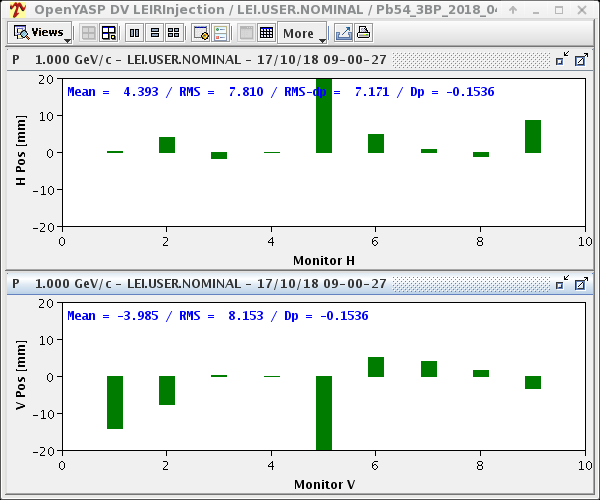 OpenYASP DV LEIRInjection / LEI.USER.NOMINAL / Pb54_3BP_2018_04
Views More
P 1.000 GeV/c - LEI.USER.NOMINAL - 17/10/18 09-00-27
Mean = 4.393 / RMS = 7.810 / RMS-dp = 7.171 / Dp = -0.1536
H Pos [mm]
20
10
0
-10
-20
0 2 4 6 8 10
Monitor H
P 1.000 GeV/c - LEI.USER.NOMINAL - 17/10/18 09-00-27
Mean = -3.985 / RMS = 8.153 / Dp = -0.1536
V Pos [mm]
20
10
0
-10
-20
0 2 4 6 8 10
Monitor V